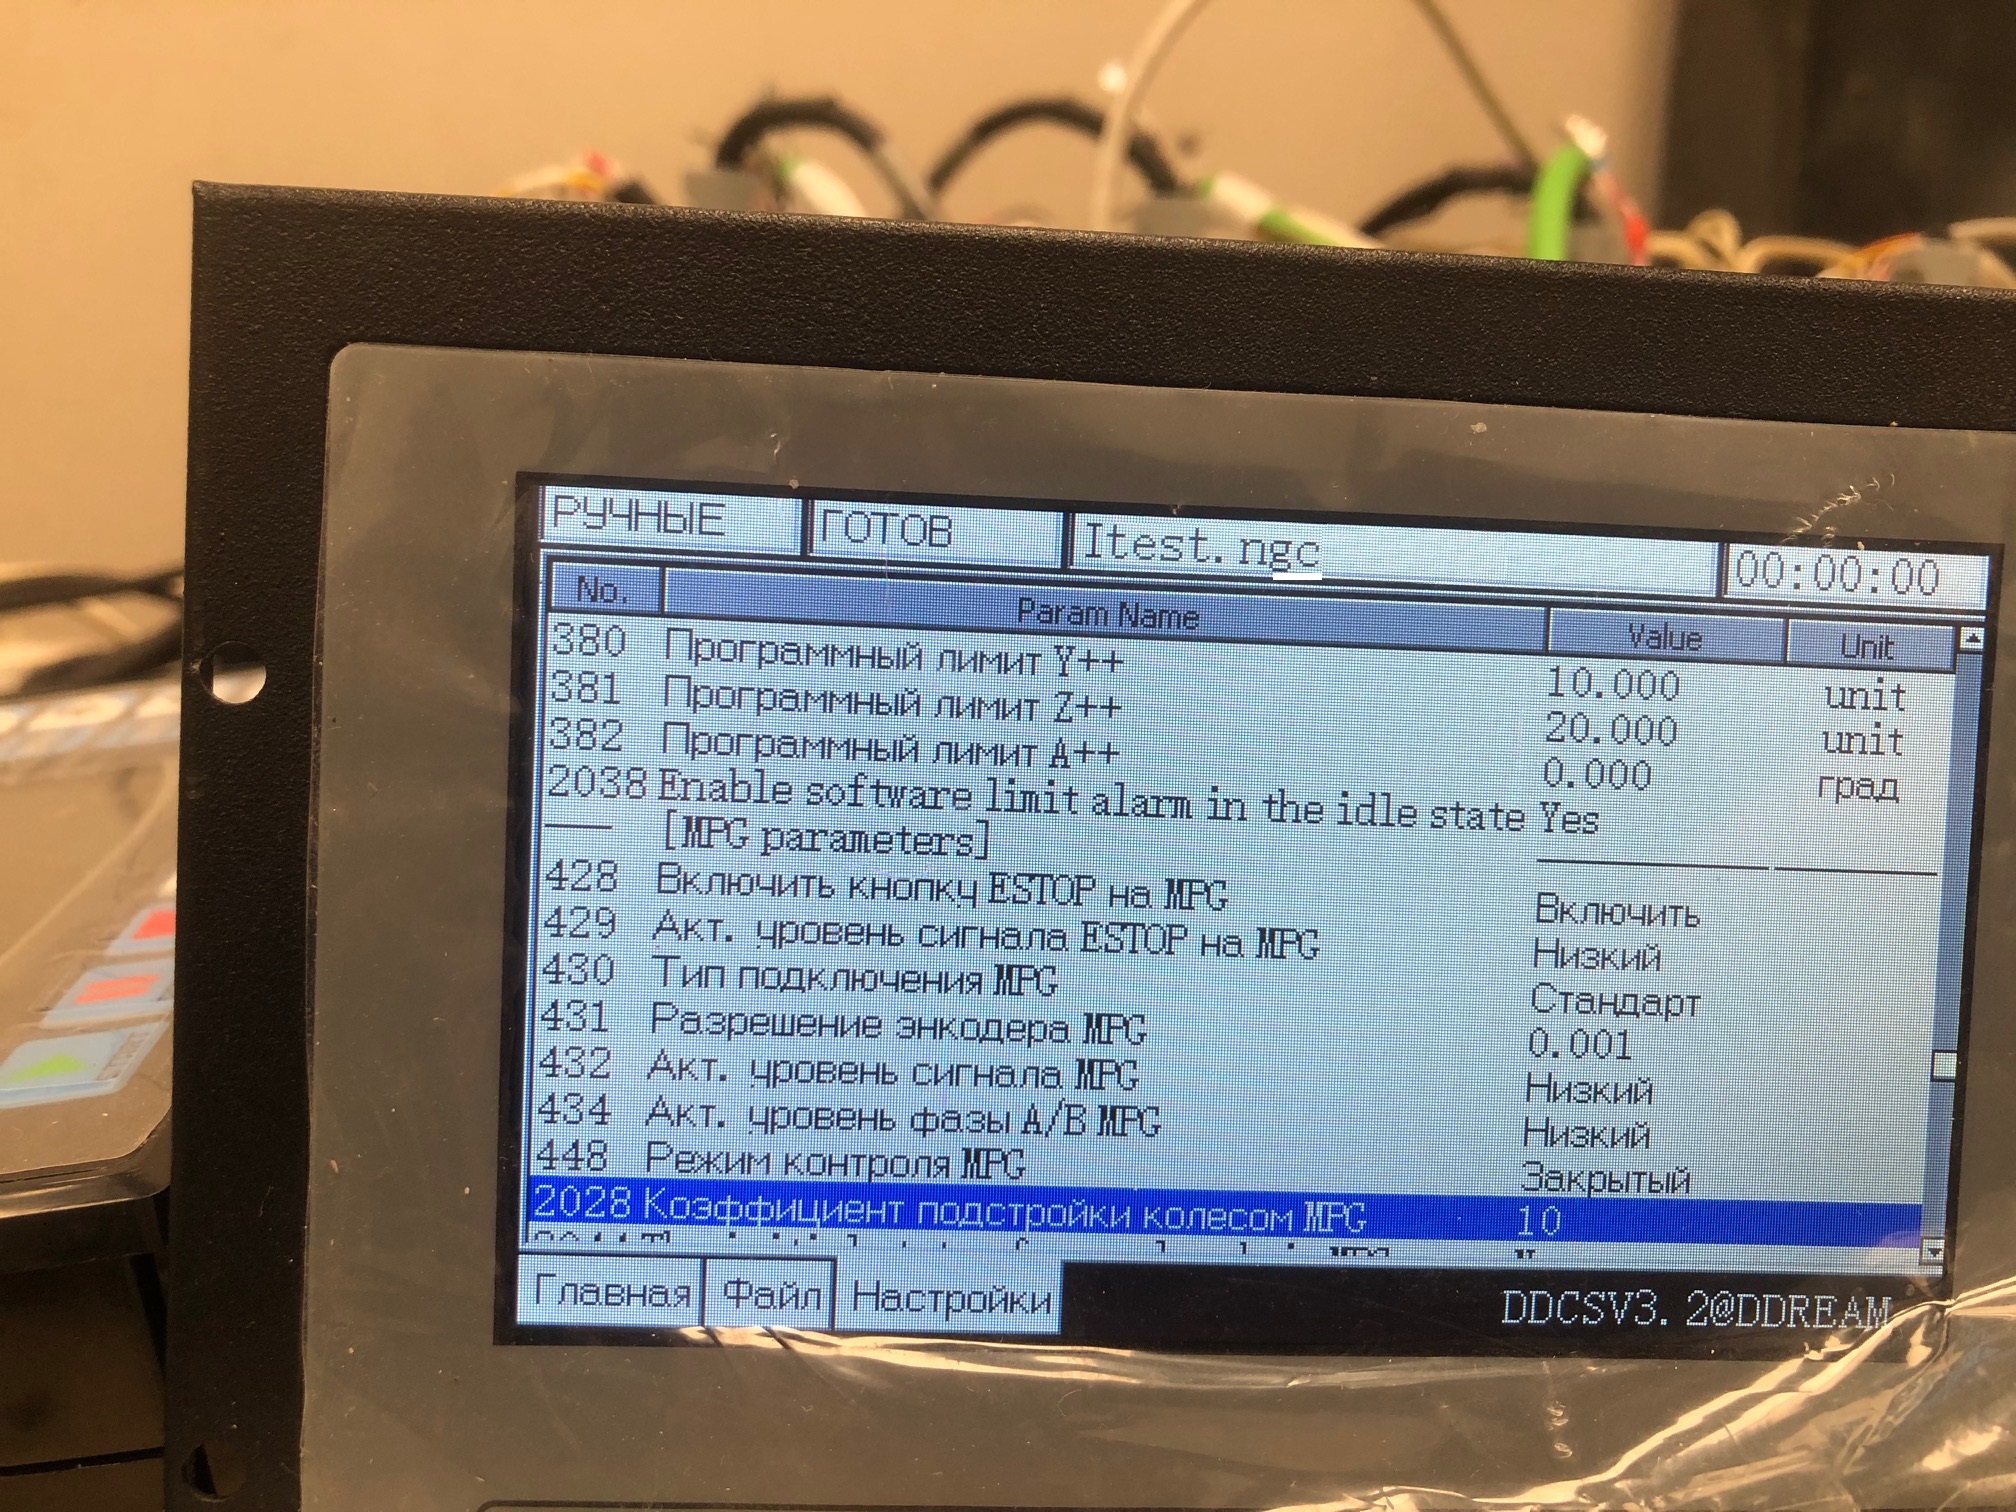 РУЧНЫЕ ГОТОВ Itest.ngc 00:00:00
No. Param Name Value Unit
380 Программный лимит Y++ 10.000 unit
381 Программный лимит Z++ 20.000 unit
382 Программный лимит A++ 0.000 град
2038 Enable software limit alarm in the idle state Yes
[MPG parameters]
428 Включить кнопку ESTOP на MPG Включить
429 Акт. уровень сигнала ESTOP на MPG Низкий
430 Тип подключения MPG Стандарт
431 Разрешение энкодера MPG 0.001
432 Акт. уровень сигнала MPG Низкий
434 Акт. уровень фазы A/B MPG Низкий
448 Режим контроля MPG Закрытый
2028 Коэффициент подстройки колесом MPG 10
Главная Файл Настройки DDCSV3.2@DDREAM